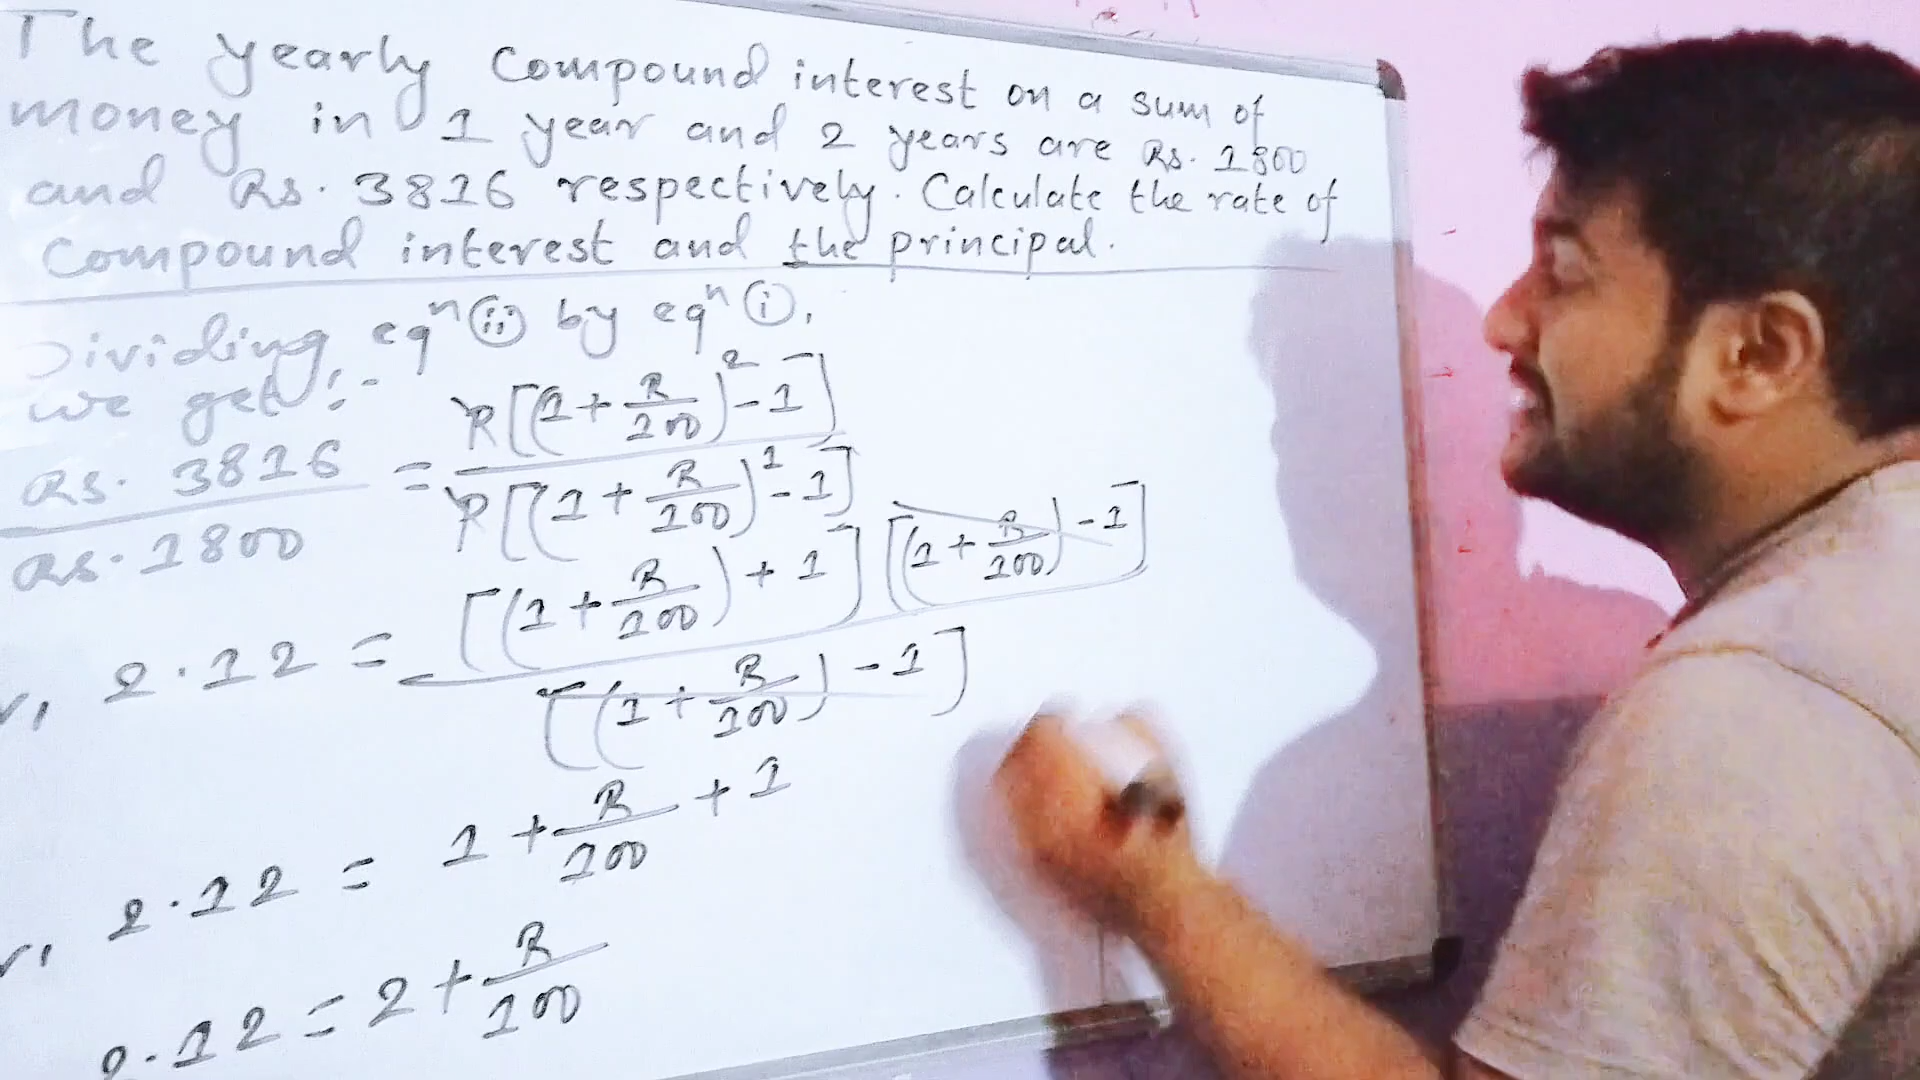 The yearly compound interest on a sum of
money in 1 year and 2 years are Rs. 1800
and Rs. 3816 respectively. Calculate the rate of
compound interest and the principal.
Dividing eqⁿ (ii) by eqⁿ (i),
we get :-
Rs. 3816 / Rs. 1800 = P[(1 + R/100)² - 1] / P[(1 + R/100)¹ - 1]
r, 2.12 = [(1 + R/100) + 1] [(1 + R/100) - 1] / [(1 + R/100) - 1]
r, 2.12 = 1 + R/100 + 1
2.12 = 2 + R/100